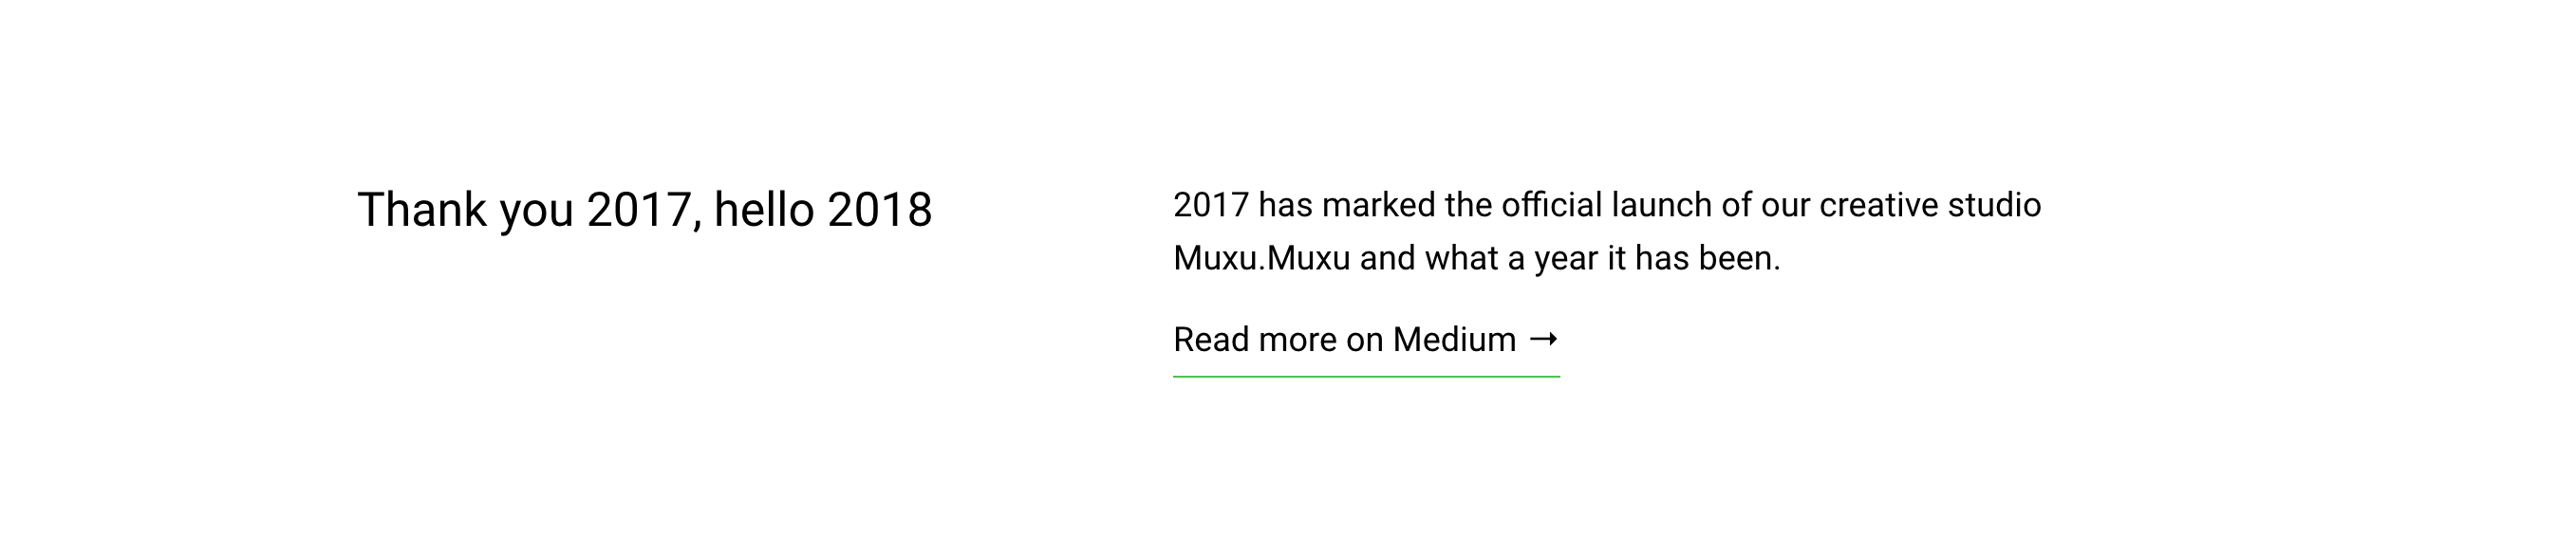 Thank you 2017, hello 2018
2017 has marked the official launch of our creative studio
Muxu.Muxu and what a year it has been.
Read more on Medium →